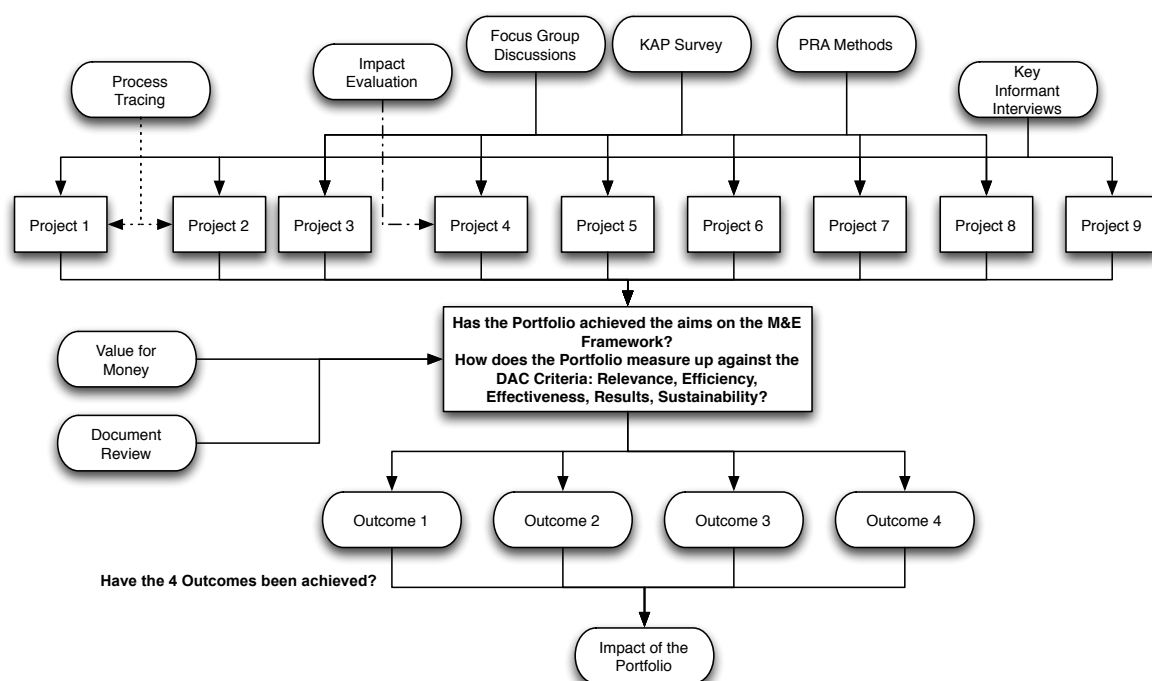 Focus Group
Discussions
KAP Survey
PRA Methods
Impact
Evaluation
Process
Tracing
Key
Informant
Interviews
Project 1
Project 2
Project 3
Project 4
Project 5
Project 6
Project 7
Project 8
Project 9
Has the Portfolio achieved the aims on the M&E
Framework?
How does the Portfolio measure up against the
DAC Criteria: Relevance, Efficiency,
Effectiveness, Results, Sustainability?
Value for
Money
Document
Review
Outcome 1
Outcome 2
Outcome 3
Outcome 4
Have the 4 Outcomes been achieved?
Impact of the
Portfolio